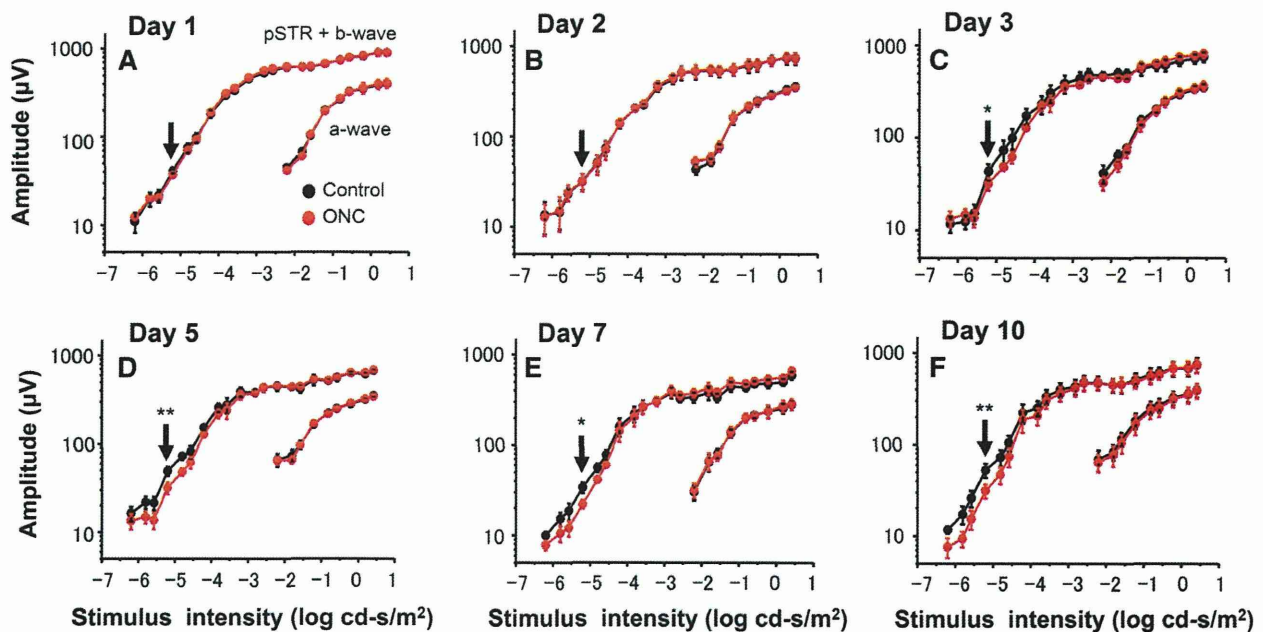 Day 1
Day 2
Day 3
A
pSTR + b-wave
a-wave
Control
ONC
B
C
*
Amplitude (µV)
1000
100
10
−7 −6 −5 −4 −3 −2 −1 0 1
1000
100
10
−7 −6 −5 −4 −3 −2 −1 0 1
1000
100
10
−7 −6 −5 −4 −3 −2 −1 0 1
Day 5
Day 7
Day 10
D
**
E
*
F
**
Amplitude (µV)
1000
100
10
−7 −6 −5 −4 −3 −2 −1 0 1
1000
100
10
−7 −6 −5 −4 −3 −2 −1 0 1
1000
100
10
−7 −6 −5 −4 −3 −2 −1 0 1
Stimulus intensity (log cd-s/m²)
Stimulus intensity (log cd-s/m²)
Stimulus intensity (log cd-s/m²)